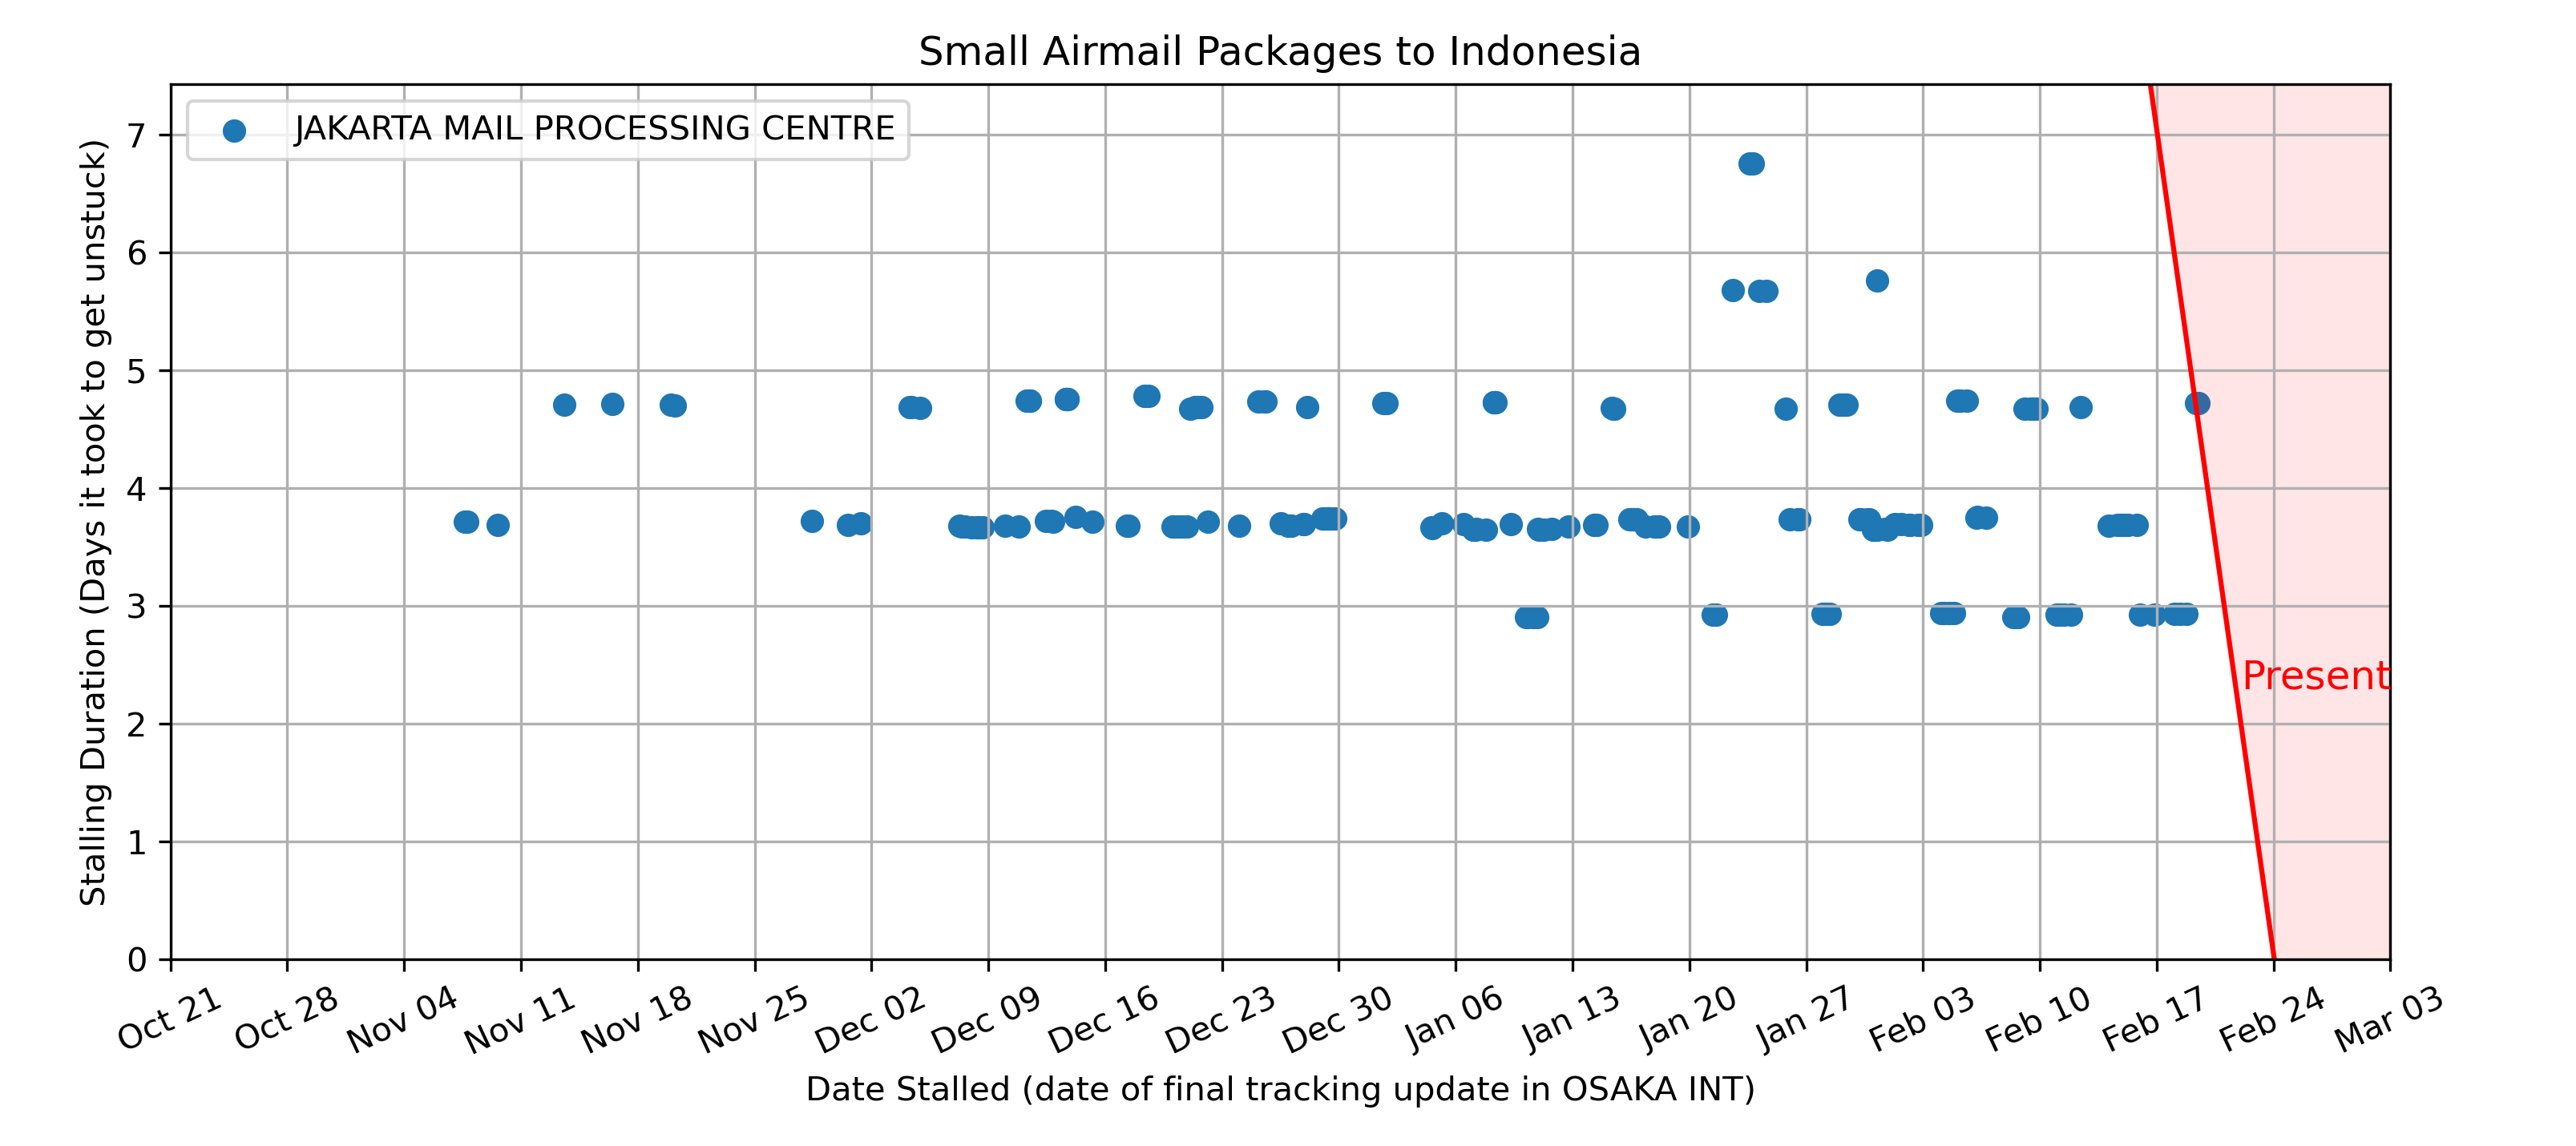 Small Airmail Packages to Indonesia
JAKARTA MAIL PROCESSING CENTRE
Stalling Duration (Days it took to get unstuck)
7
6
5
4
3
2
1
0
Present
Oct 21
Oct 28
Nov 04
Nov 11
Nov 18
Nov 25
Dec 02
Dec 09
Dec 16
Dec 23
Dec 30
Jan 06
Jan 13
Jan 20
Jan 27
Feb 03
Feb 10
Feb 17
Feb 24
Mar 03
Date Stalled (date of final tracking update in OSAKA INT)